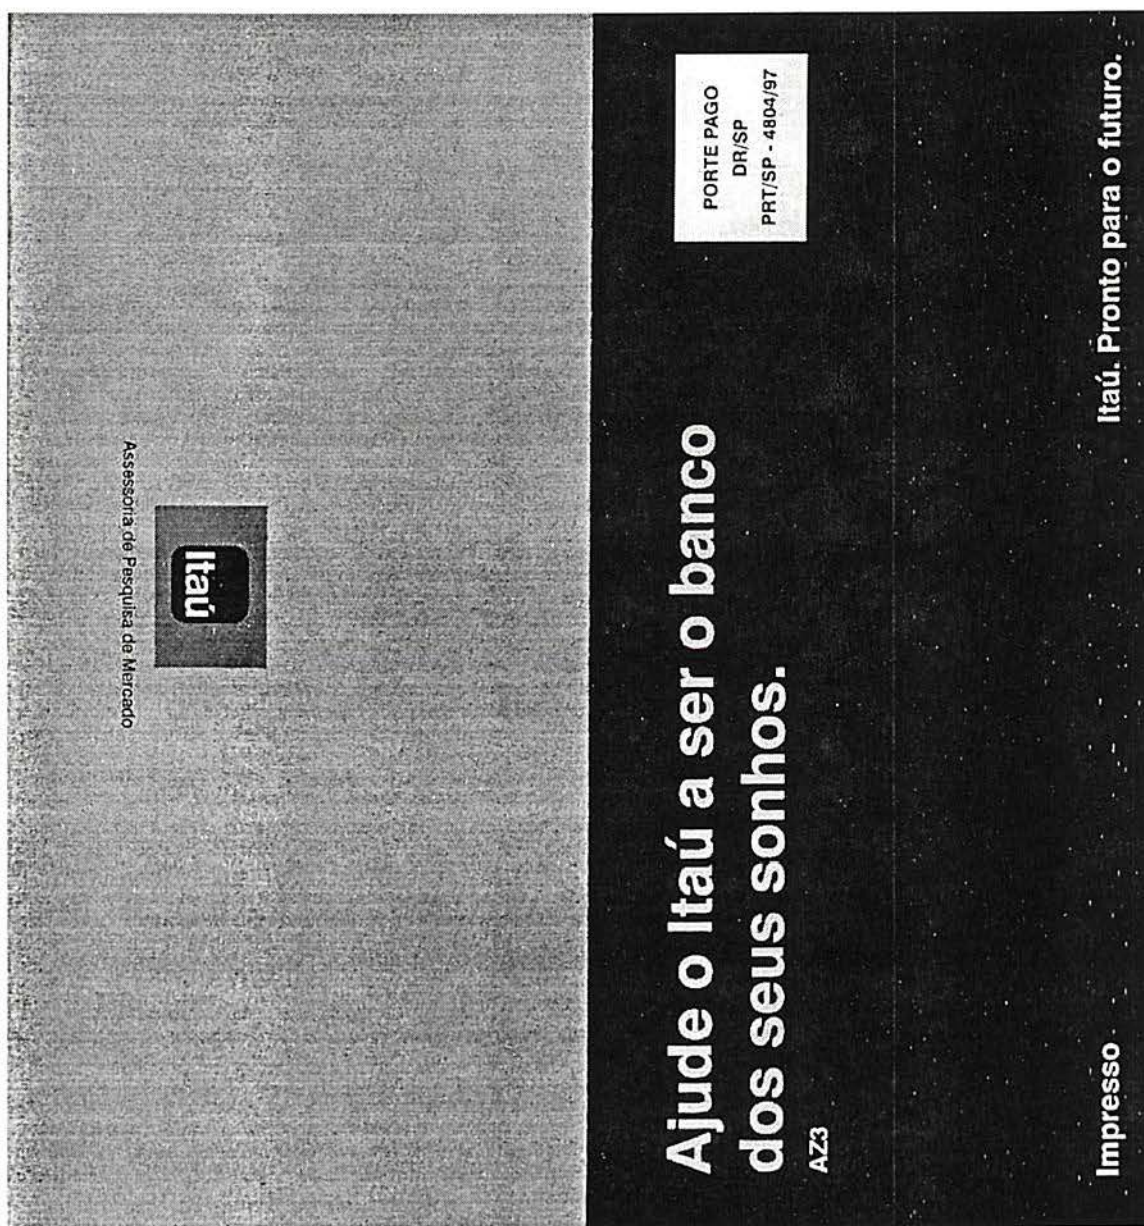 PORTE PAGO
DR/SP
PRT/SP - 4804/97
Ajude o Itaú a ser o banco
dos seus sonhos.
AZ3
Impresso
Itaú. Pronto para o futuro.
Itaú
Assessoria de Pesquisa de Mercado